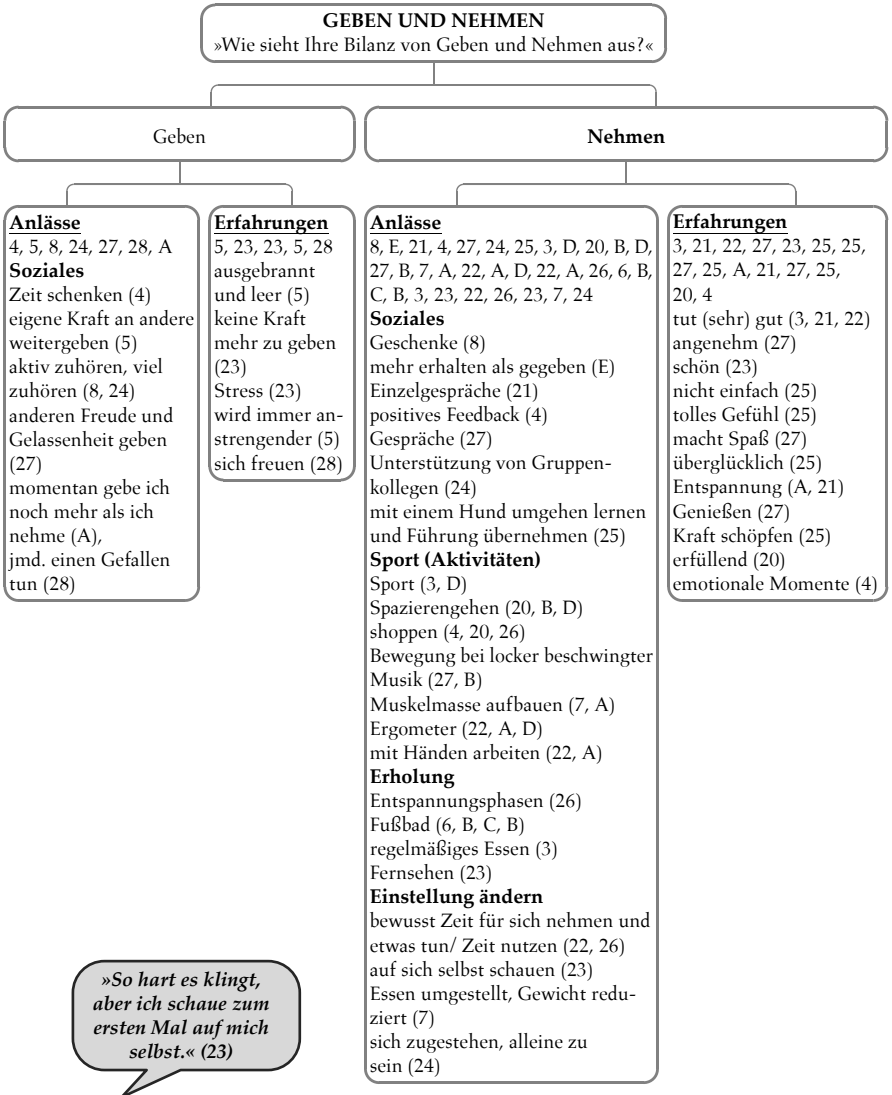 GEBEN UND NEHMEN
»Wie sieht Ihre Bilanz von Geben und Nehmen aus?«
Geben
Nehmen
Anlässe
4, 5, 8, 24, 27, 28, A
Soziales
Zeit schenken (4)
eigene Kraft an andere
weitergeben (5)
aktiv zuhören, viel
zuhören (8, 24)
anderen Freude und
Gelassenheit geben
(27)
momentan gebe ich
noch mehr als ich
nehme (A),
jmd. einen Gefallen
tun (28)
Erfahrungen
5, 23, 23, 5, 28
ausgebrannt
und leer (5)
keine Kraft
mehr zu geben
(23)
Stress (23)
wird immer an-
strengender (5)
sich freuen (28)
Anlässe
8, E, 21, 4, 27, 24, 25, 3, D, 20, B, D,
27, B, 7, A, 22, A, D, 22, A, 26, 6, B,
C, B, 3, 23, 22, 26, 23, 7, 24
Soziales
Geschenke (8)
mehr erhalten als gegeben (E)
Einzelgespräche (21)
positives Feedback (4)
Gespräche (27)
Unterstützung von Gruppen-
kollegen (24)
mit einem Hund umgehen lernen
und Führung übernehmen (25)
Sport (Aktivitäten)
Sport (3, D)
Spazierengehen (20, B, D)
shoppen (4, 20, 26)
Bewegung bei locker beschwingter
Musik (27, B)
Muskelmasse aufbauen (7, A)
Ergometer (22, A, D)
mit Händen arbeiten (22, A)
Erholung
Entspannungsphasen (26)
Fußbad (6, B, C, B)
regelmäßiges Essen (3)
Fernsehen (23)
Einstellung ändern
bewusst Zeit für sich nehmen und
etwas tun/ Zeit nutzen (22, 26)
auf sich selbst schauen (23)
Essen umgestellt, Gewicht redu-
ziert (7)
sich zugestehen, alleine zu
sein (24)
Erfahrungen
3, 21, 22, 27, 23, 25, 25,
27, 25, A, 21, 27, 25,
20, 4
tut (sehr) gut (3, 21, 22)
angenehm (27)
schön (23)
nicht einfach (25)
tolles Gefühl (25)
macht Spaß (27)
überglücklich (25)
Entspannung (A, 21)
Genießen (27)
Kraft schöpfen (25)
erfüllend (20)
emotionale Momente (4)
»So hart es klingt,
aber ich schaue zum
ersten Mal auf mich
selbst.« (23)